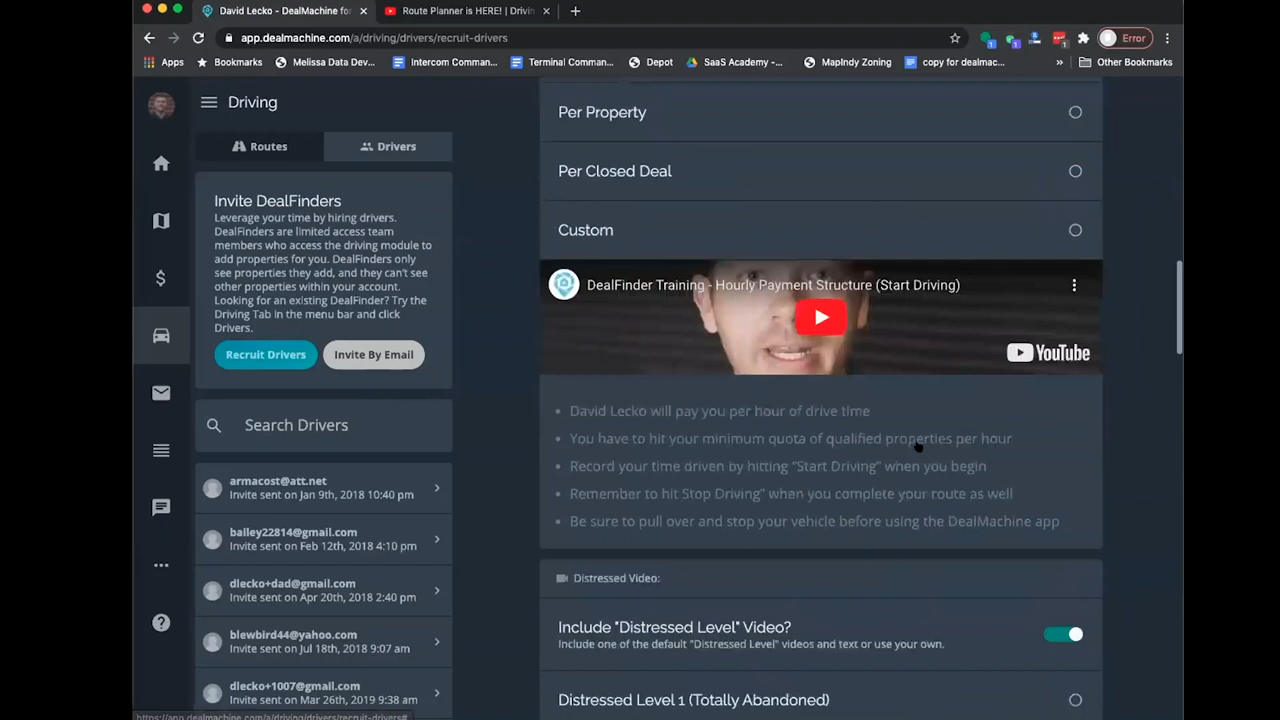 David Lecko - DealMachine for
Route Planner is HERE! | Drivin
app.dealmachine.com/a/driving/drivers/recruit-drivers
Error
Apps
Bookmarks
Melissa Data Dev...
Intercom Comman...
Terminal Comman...
Depot
SaaS Academy -...
MapIndy Zoning
copy for dealmac...
»
Other Bookmarks
Driving
Routes
Drivers
Invite DealFinders
Leverage your time by hiring drivers.
DealFinders are limited access team
members who access the driving module to
add properties for you. DealFinders only
see properties they add, and they can't see
other properties within your account.
Looking for an existing DealFinder? Try the
Driving Tab in the menu bar and click
Drivers.
Recruit Drivers
Invite By Email
Search Drivers
armacost@att.net
Invite sent on Jan 9th, 2018 10:40 pm
bailey22814@gmail.com
Invite sent on Feb 12th, 2018 4:10 pm
dlecko+dad@gmail.com
Invite sent on Apr 20th, 2018 2:40 pm
blewbird44@yahoo.com
Invite sent on Jul 18th, 2018 9:07 am
dlecko+1007@gmail.com
Invite sent on Mar 26th, 2019 9:38 am
https://app.dealmachine.com/a/driving/drivers/recruit-drivers#
Per Property
Per Closed Deal
Custom
DealFinder Training - Hourly Payment Structure (Start Driving)
YouTube
• David Lecko will pay you per hour of drive time
• You have to hit your minimum quota of qualified properties per hour
• Record your time driven by hitting “Start Driving” when you begin
• Remember to hit Stop Driving” when you complete your route as well
• Be sure to pull over and stop your vehicle before using the DealMachine app
Distressed Video:
Include "Distressed Level" Video?
Include one of the default "Distressed Level" videos and text or use your own.
Distressed Level 1 (Totally Abandoned)